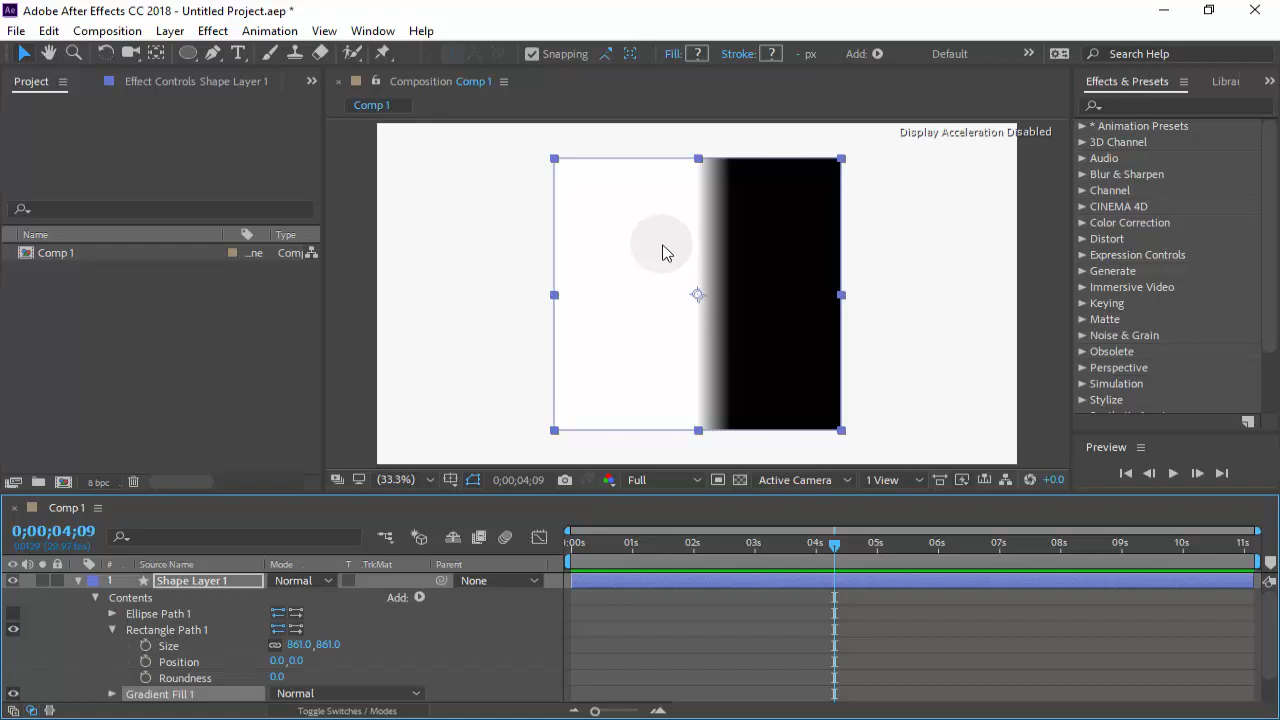 Adobe After Effects CC 2018 - Untitled Project.aep *
File Edit Composition Layer Effect Animation View Window Help
Snapping Fill: ? Stroke: ? - px Add: Default Search Help
Project Effect Controls Shape Layer 1 Composition Comp 1 Effects & Presets Librai
Comp 1
Display Acceleration Disabled
* Animation Presets
3D Channel
Audio
Blur & Sharpen
Channel
CINEMA 4D
Color Correction
Distort
Expression Controls
Generate
Immersive Video
Keying
Matte
Noise & Grain
Obsolete
Perspective
Simulation
Stylize
Name Type
Comp 1 ...ne Comp
Preview
8 bpc (33.3%) 0;00;04;09 Full Active Camera 1 View +0.0
Comp 1
0;00;04;09
00129 (29.97 fps)
:00s 01s 02s 03s 04s 05s 06s 07s 08s 09s 10s 11s
# Source Name Mode T .TrkMat Parent
1 Shape Layer 1 Normal None
Contents Add:
Ellipse Path 1
Rectangle Path 1
Size 861.0,861.0
Position 0.0,0.0
Roundness 0.0
Gradient Fill 1 Normal
Toggle Switches / Modes